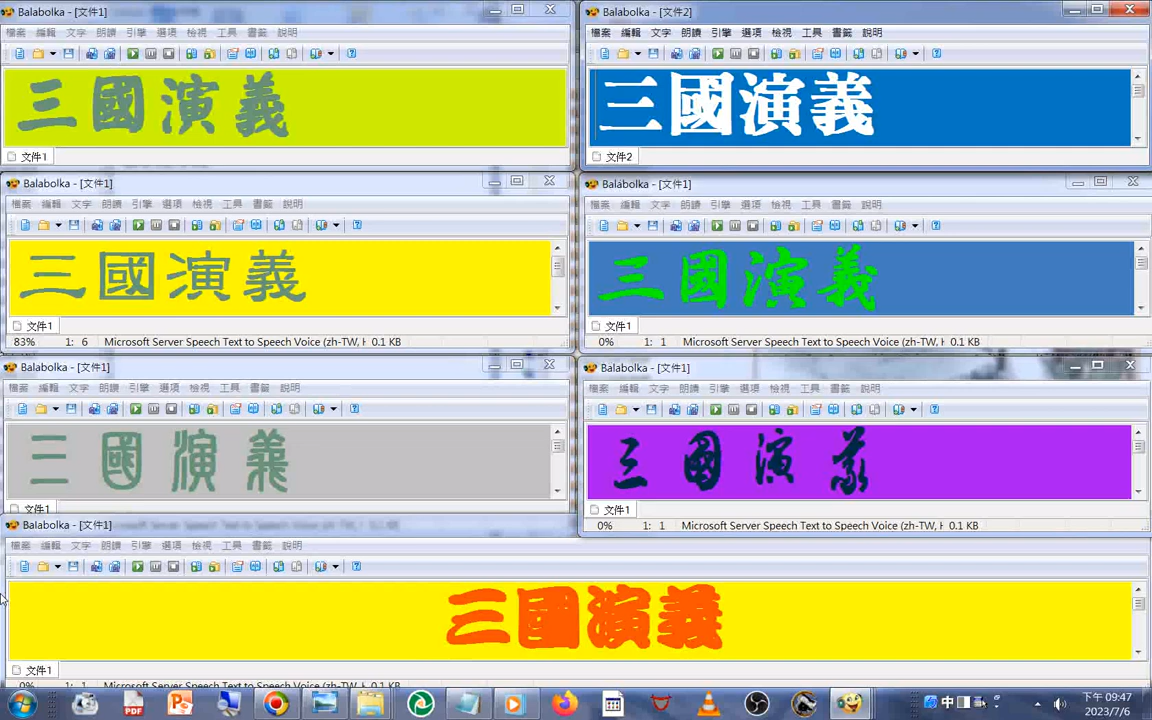 Balabolka - [文件1]
檔案 編輯 文字 朗讀 引擎 選項 檢視 工具 書籤 說明
三國演義
文件1
Balabolka - [文件2]
檔案 編輯 文字 朗讀 引擎 選項 檢視 工具 書籤 說明
三國演義
文件2
Balabolka - [文件1]
檔案 編輯 文字 朗讀 引擎 選項 檢視 工具 書籤 說明
三國演義
文件1
83% 1: 6 Microsoft Server Speech Text to Speech Voice (zh-TW, H 0.1 KB
Balabolka - [文件1]
檔案 編輯 文字 朗讀 引擎 選項 檢視 工具 書籤 說明
三國演義
文件1
0% 1: 1 Microsoft Server Speech Text to Speech Voice (zh-TW, H 0.1 KB
Balabolka - [文件1]
檔案 編輯 文字 朗讀 引擎 選項 檢視 工具 書籤 說明
三國演義
文件1
Balabolka - [文件1]
檔案 編輯 文字 朗讀 引擎 選項 檢視 工具 書籤 說明
三國演義
文件1
0% 1: 1 Microsoft Server Speech Text to Speech Voice (zh-TW, H 0.1 KB
Balabolka - [文件1]
檔案 編輯 文字 朗讀 引擎 選項 檢視 工具 書籤 說明
三國演義
文件1
PDF
中
下午 09:47
2023/7/6